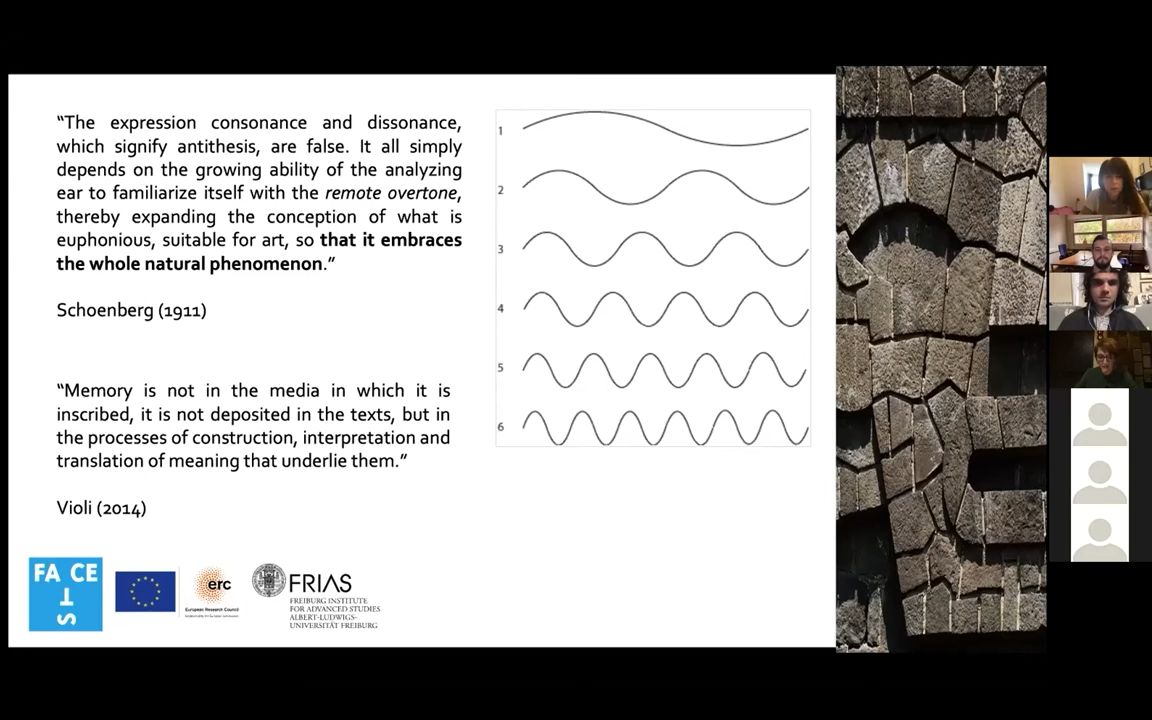 “The expression consonance and dissonance,
which signify antithesis, are false. It all simply
depends on the growing ability of the analyzing
ear to familiarize itself with the remote overtone,
thereby expanding the conception of what is
euphonious, suitable for art, so that it embraces
the whole natural phenomenon.”
Schoenberg (1911)
“Memory is not in the media in which it is
inscribed, it is not deposited in the texts, but in
the processes of construction, interpretation and
translation of meaning that underlie them.”
Violi (2014)
1
2
3
4
5
6
FACETS
erc
European Research Council
FRIAS
FREIBURG INSTITUTE
FOR ADVANCED STUDIES
ALBERT-LUDWIGS-
UNIVERSITÄT FREIBURG